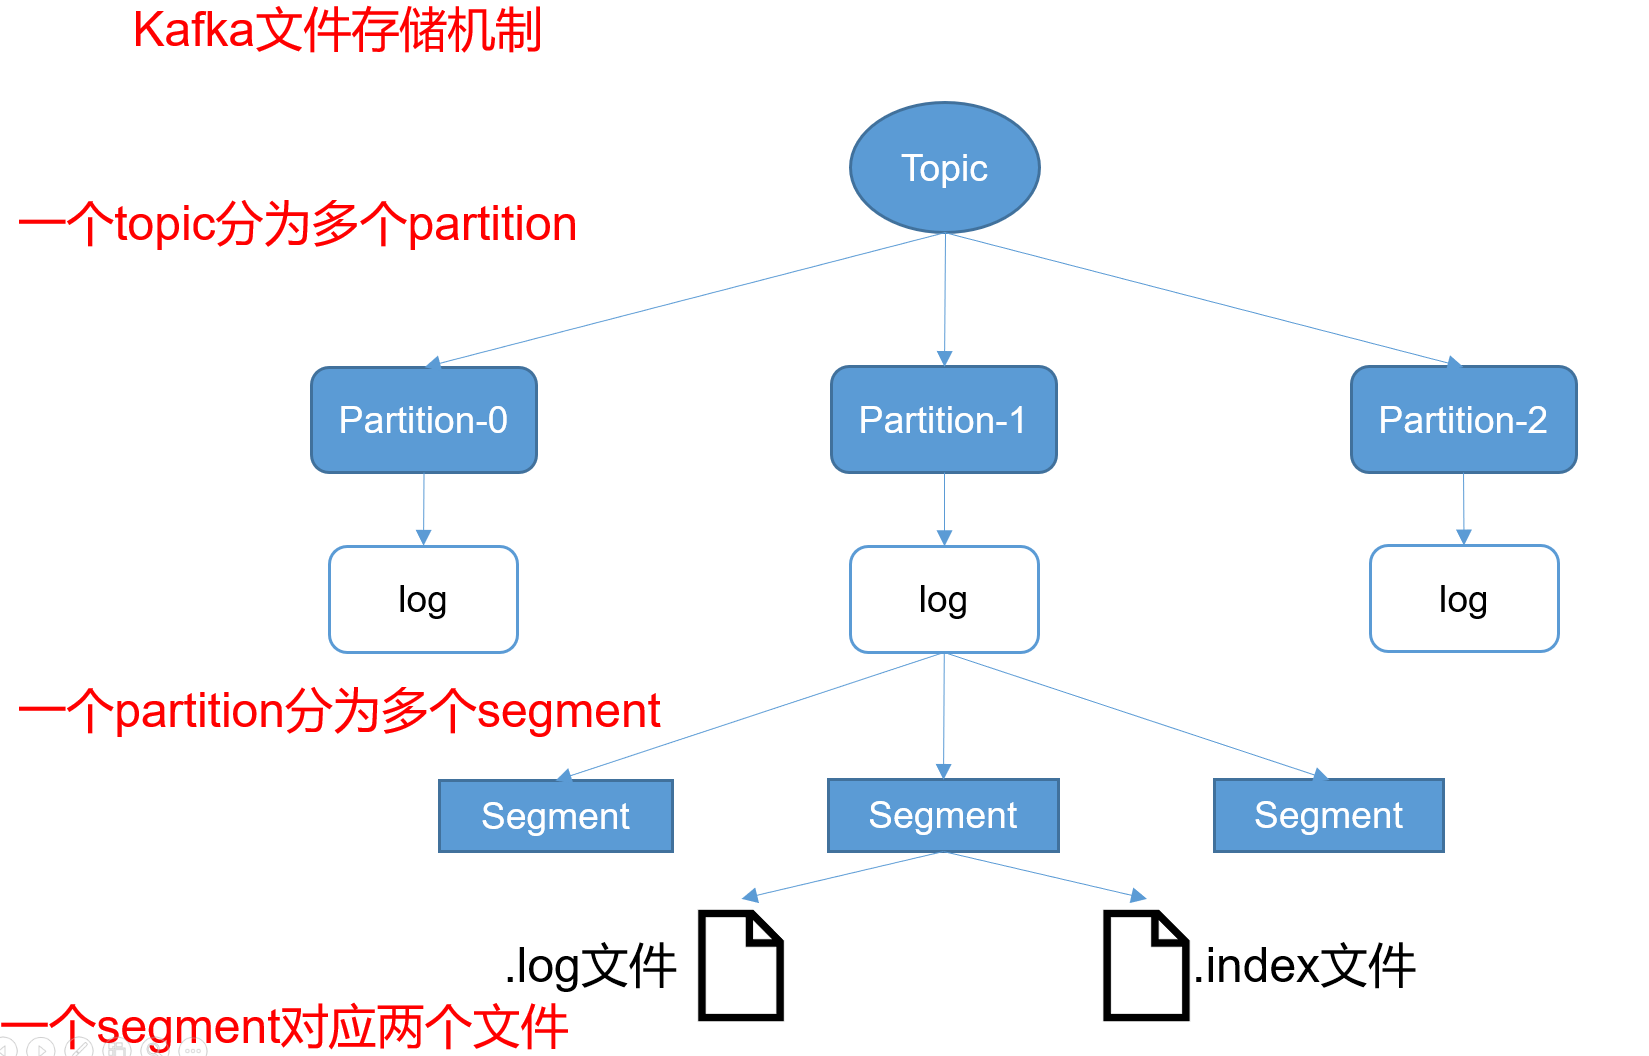 Kafka文件存储机制
Topic
一个topic分为多个partition
Partition-0
Partition-1
Partition-2
log
log
log
一个partition分为多个segment
Segment
Segment
Segment
.log文件
.index文件
一个segment对应两个文件